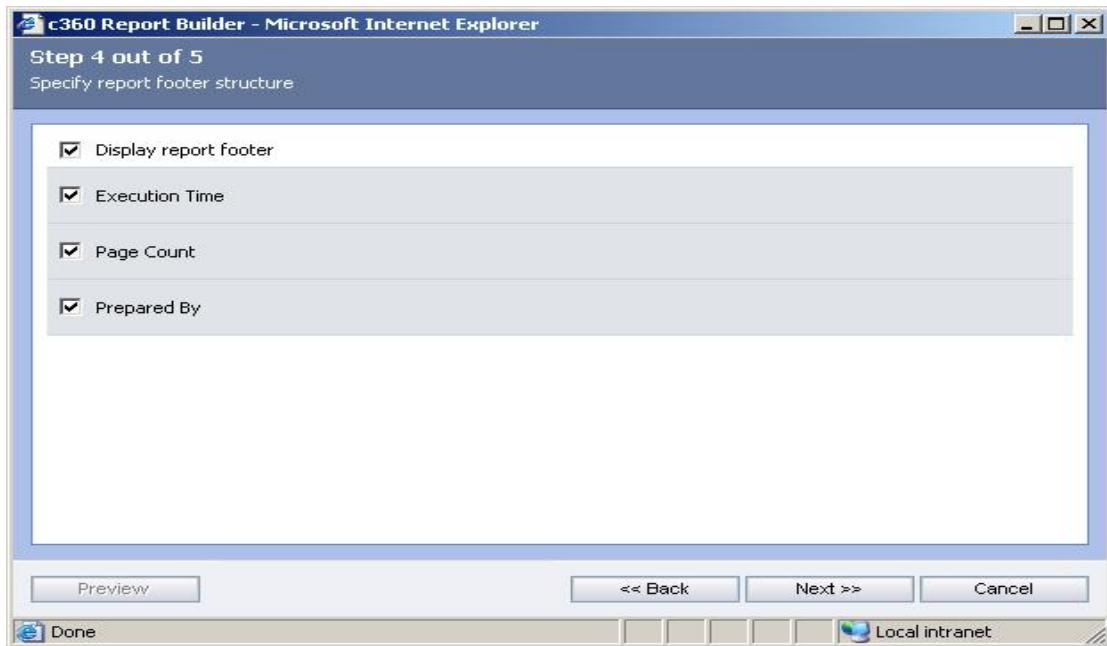 c360 Report Builder - Microsoft Internet Explorer
Step 4 out of 5
Specify report footer structure
Display report footer
Execution Time
Page Count
Prepared By
Preview << Back Next >> Cancel
Done Local intranet